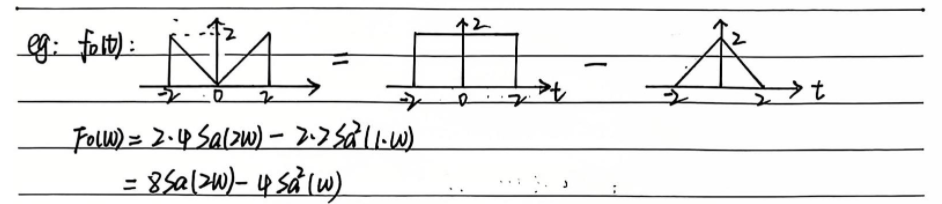 eg: f₀(t): 2 -2 0 2 = 2 -2 0 2 t - 2 -2 2 t
F₀(ω) = 2·4 Sa(2ω) - 2·2 Sa²(1·ω)
= 8Sa(2ω) - 4Sa²(ω)